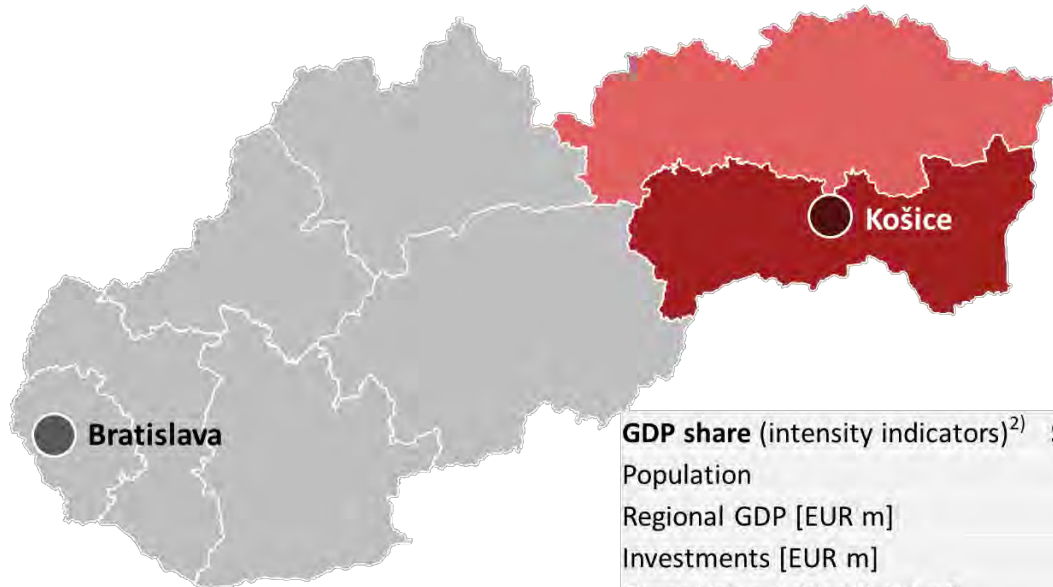 Košice
Bratislava
GDP share (intensity indicators)2)
Population
Regional GDP [EUR m]
Investments [EUR m]